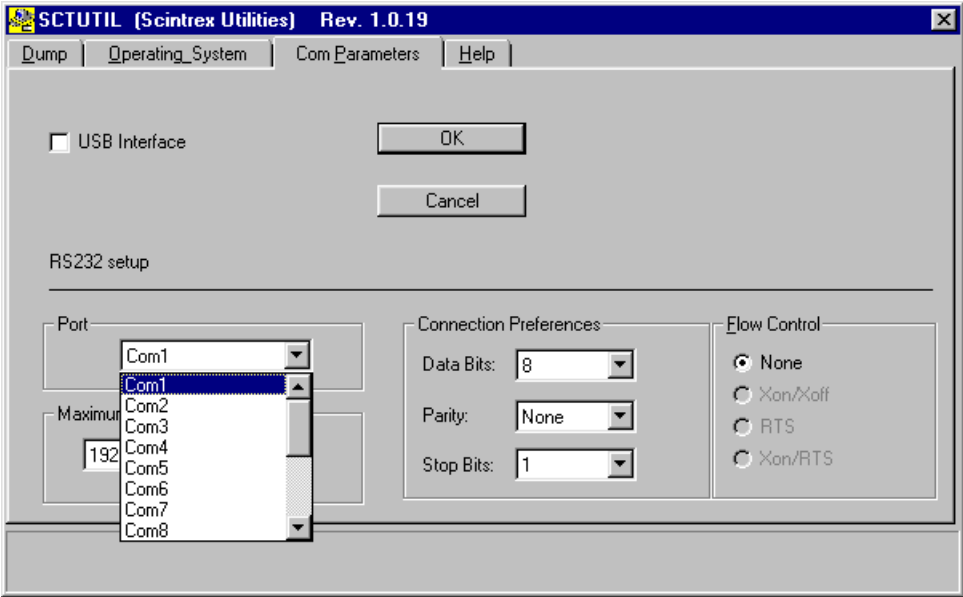 SCTUTIL (Scintrex Utilities) Rev. 1.0.19
Dump Operating_System Com Parameters Help
USB Interface
OK
Cancel
RS232 setup
Port
Com1
Com1
Com2
Com3
Com4
Com5
Com6
Com7
Com8
Connection Preferences
Data Bits: 8
Parity: None
Stop Bits: 1
Flow Control
None
Xon/Xoff
RTS
Xon/RTS